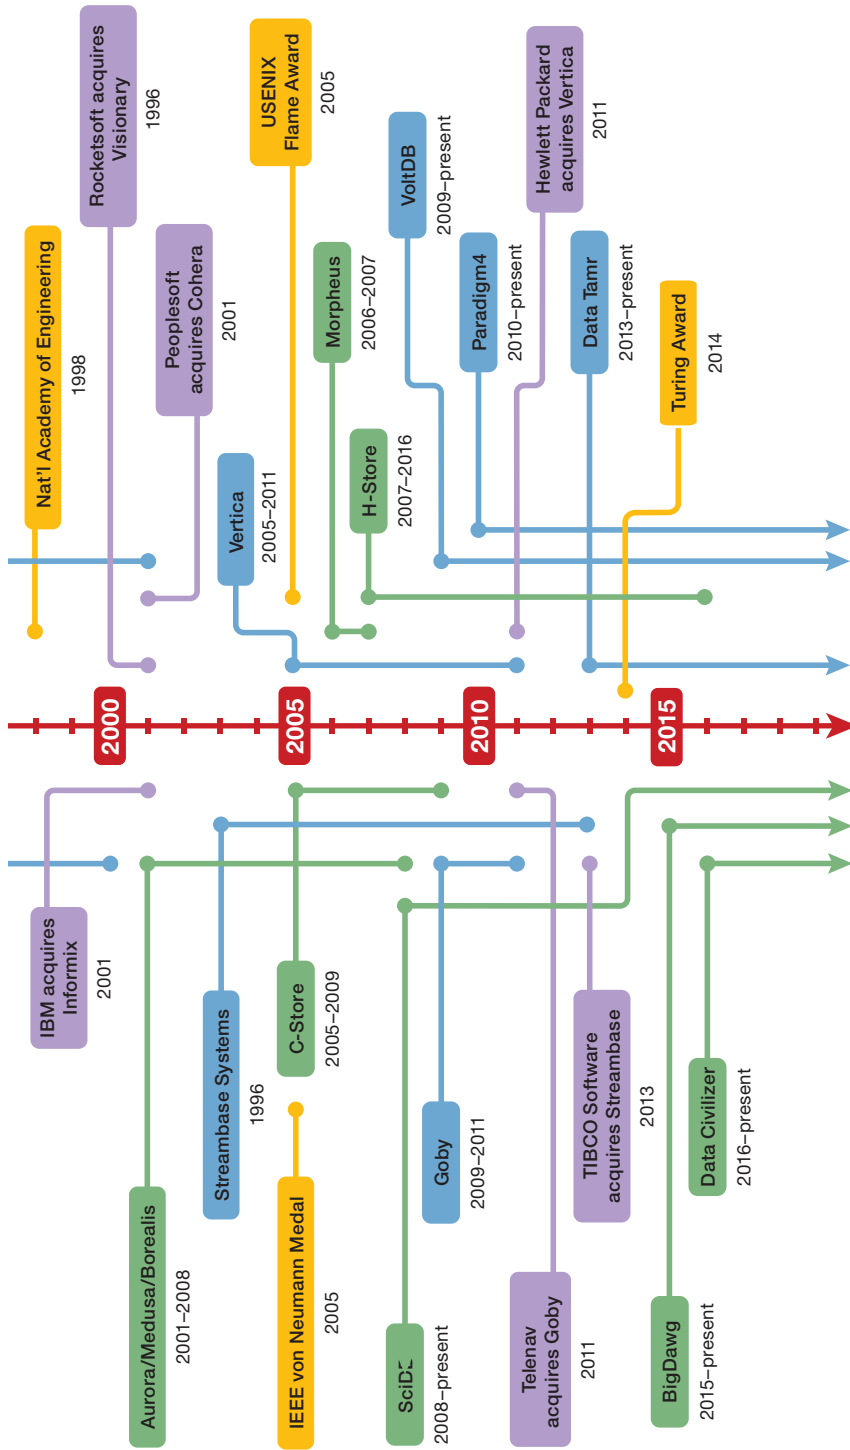 IBM acquires
Informix
2001
Aurora/Medusa/Borealis
2001–2008
Streambase Systems
1996
C-Store
2005–2009
IEEE von Neumann Medal
2005
2008–present
Goby
2009–2011
Telenav
acquires Goby
2011
TIBCO Software
acquires Streambase
2013
BigDawg
2015–present
Data Civilizer
2016–present
2000
2005
2010
2015
Nat'l Academy of Engineering
1998
Rocketsoft acquires
Visionary
1996
Peoplesoft
acquires Cohera
2001
Vertica
2005–2011
USENIX
Flame Award
2005
Morpheus
2006–2007
H-Store
2007–2016
VoltDB
2009–present
Paradigm4
2010–present
Hewlett Packard
acquires Vertica
2011
Data Tamr
2013–present
Turing Award
2014